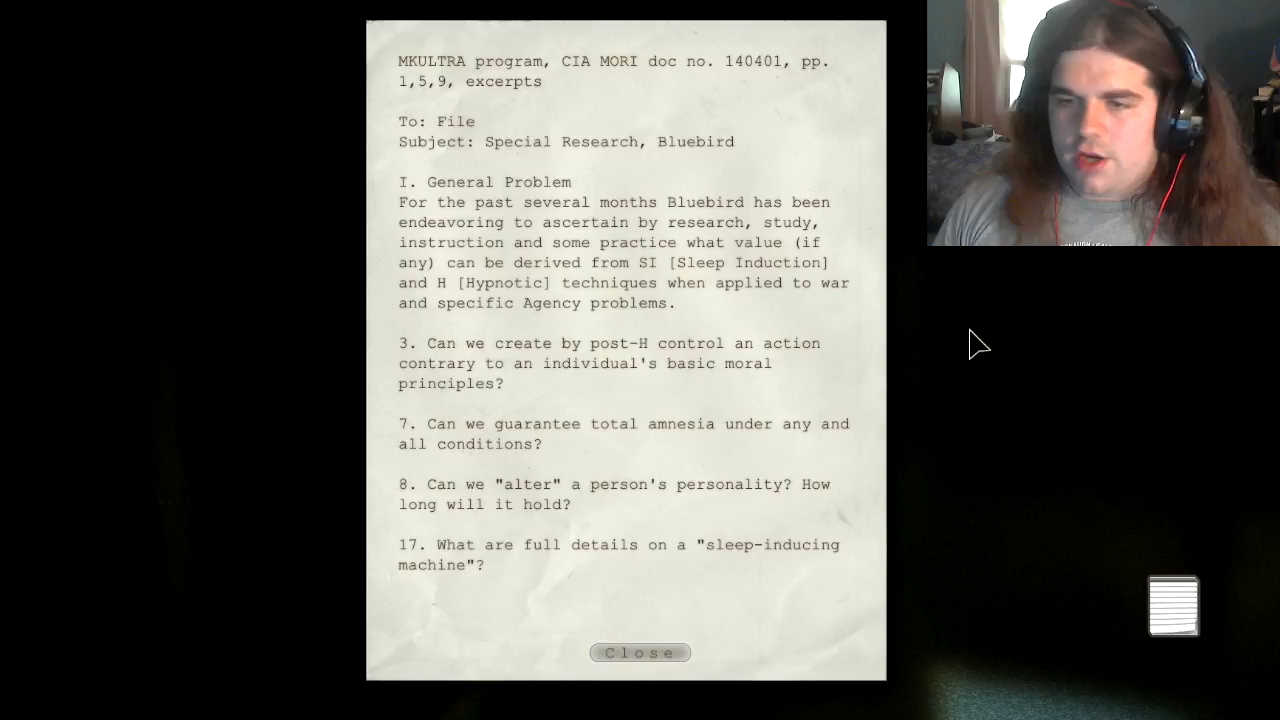 MKULTRA program, CIA MORI doc no. 140401, pp.
1,5,9, excerpts
To: File
Subject: Special Research, Bluebird
I. General Problem
For the past several months Bluebird has been
endeavoring to ascertain by research, study,
instruction and some practice what value (if
any) can be derived from SI [Sleep Induction]
and H [Hypnotic] techniques when applied to war
and specific Agency problems.
3. Can we create by post-H control an action
contrary to an individual's basic moral
principles?
7. Can we guarantee total amnesia under any and
all conditions?
8. Can we "alter" a person's personality? How
long will it hold?
17. What are full details on a "sleep-inducing
machine"?
Close